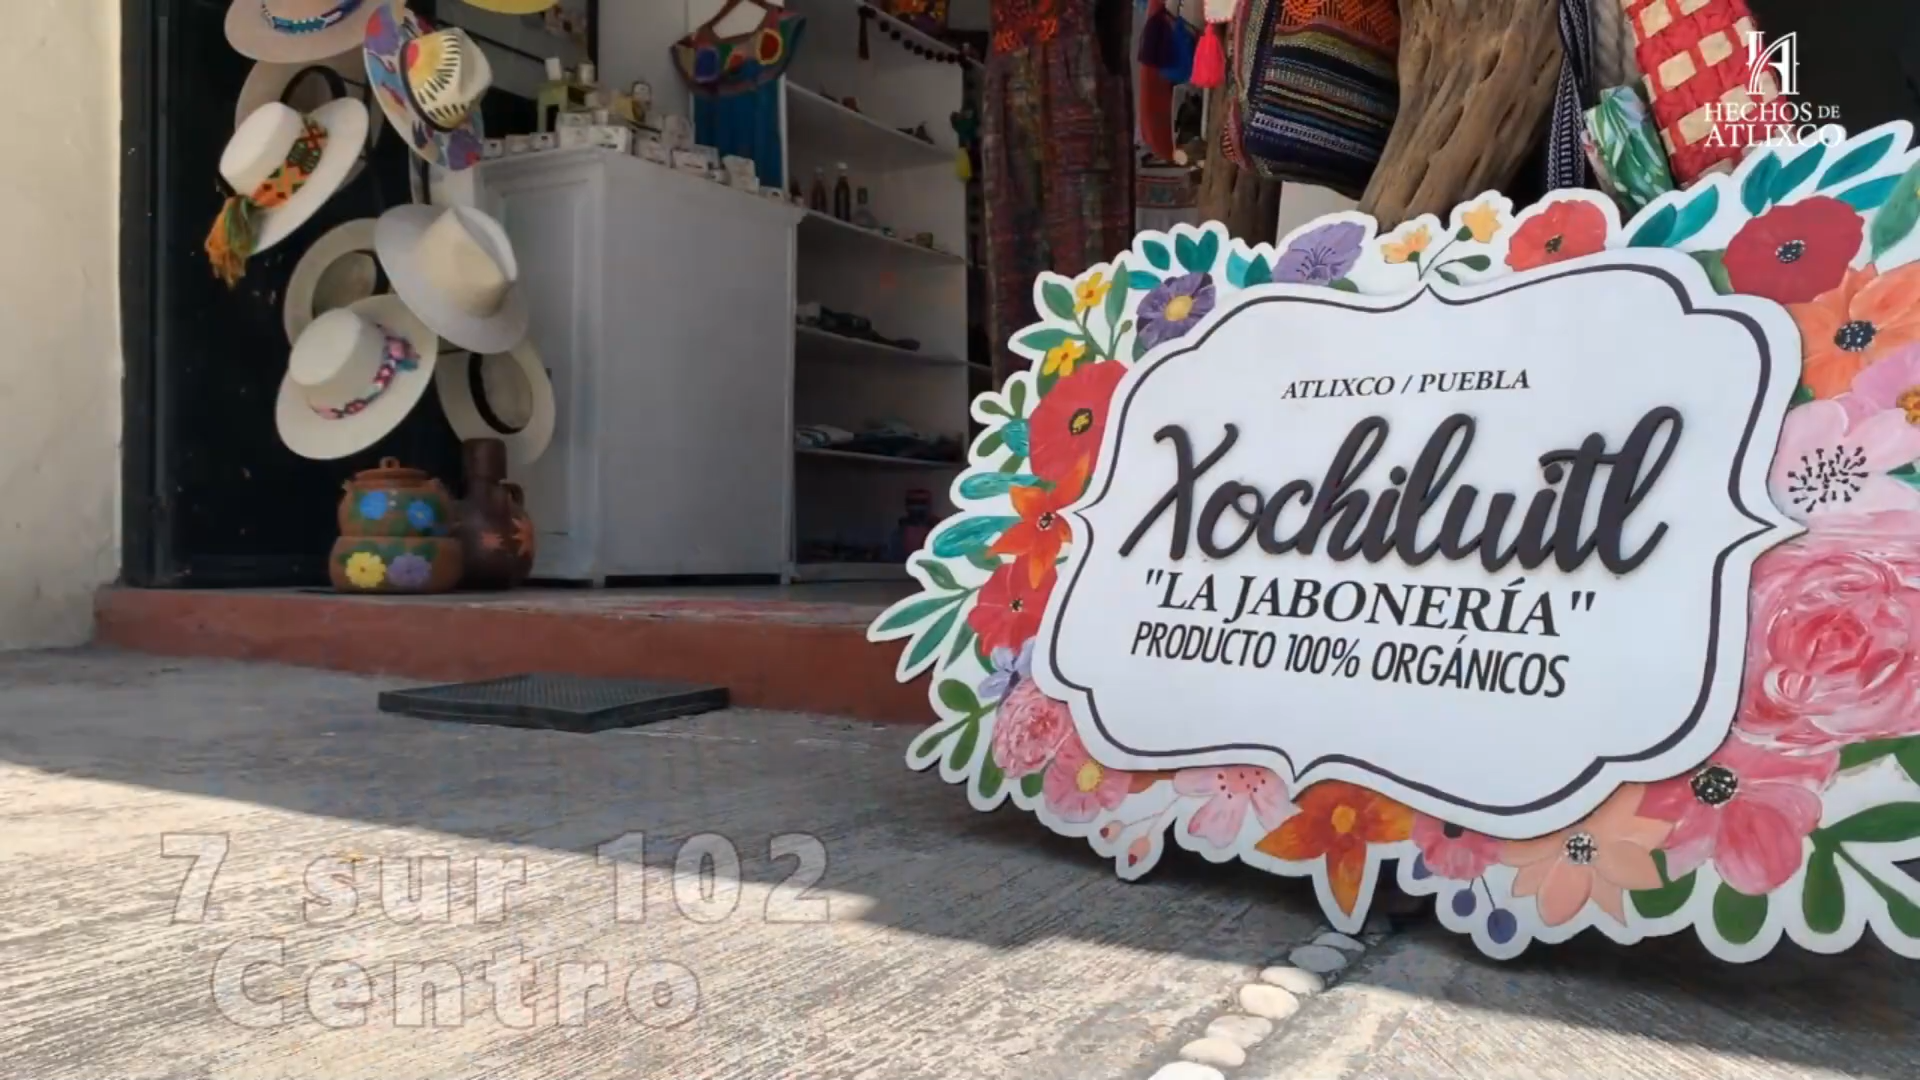 HECHOS DE
ATLIXCO
ATLIXCO / PUEBLA
Xochiluitl
"LA JABONERÍA"
PRODUCTO 100% ORGÁNICOS
7 sur 102
Centro